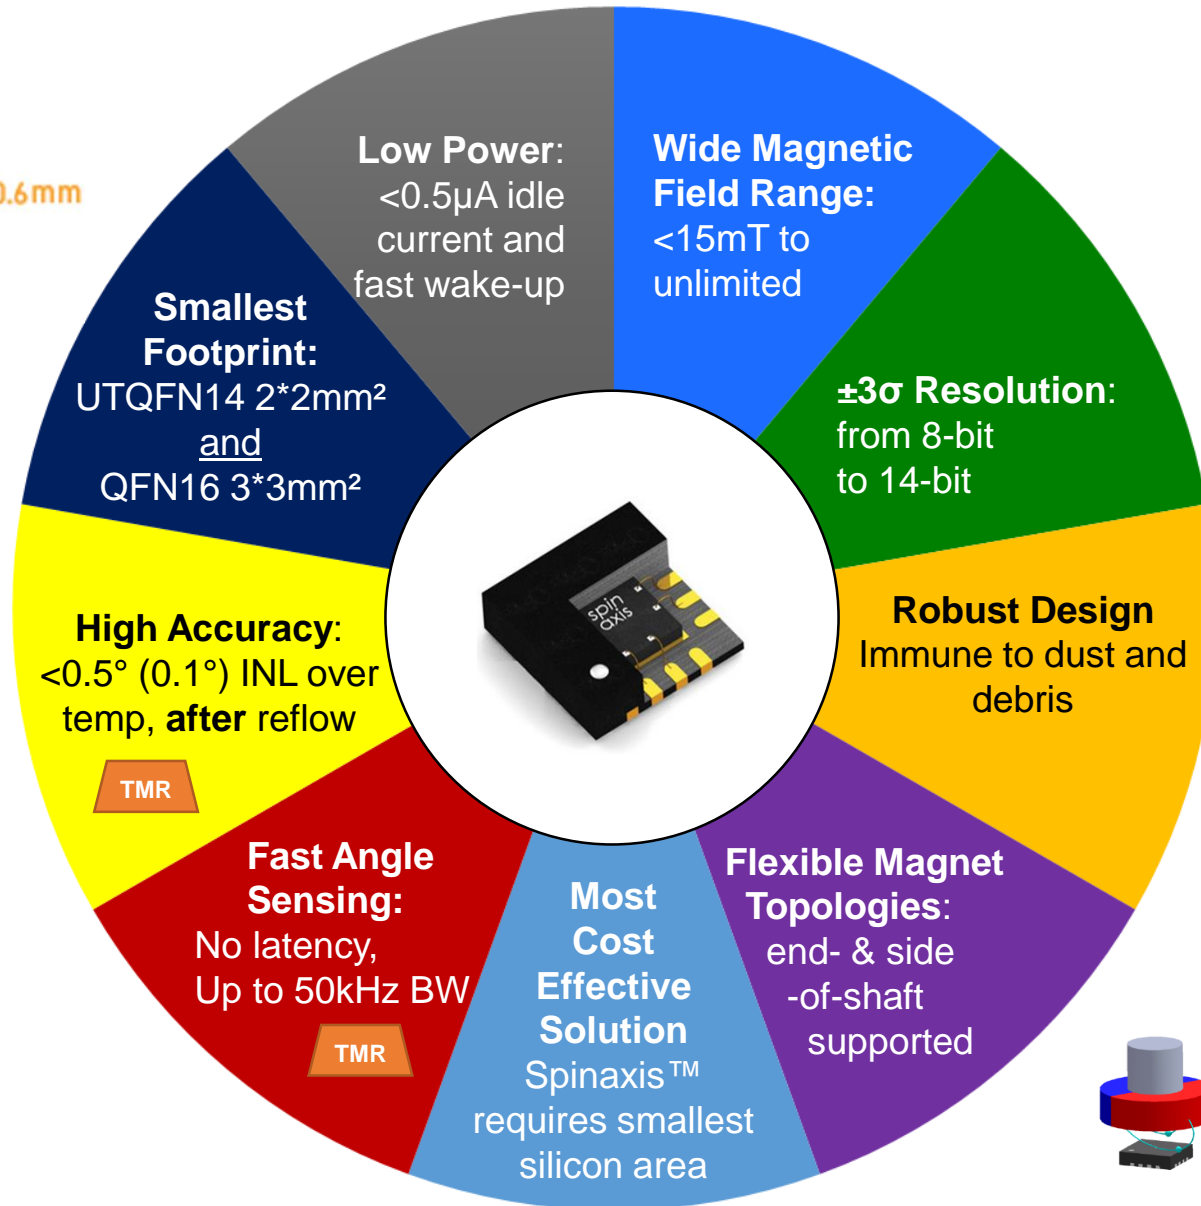 0.6mm
Low Power:
<0.5µA idle
current and
fast wake-up
Wide Magnetic
Field Range:
<15mT to
unlimited
±3σ Resolution:
from 8-bit
to 14-bit
Robust Design
Immune to dust and
debris
Flexible Magnet
Topologies:
end- & side
-of-shaft
supported
Most
Cost
Effective
Solution
Spinaxis™
requires smallest
silicon area
Fast Angle
Sensing:
No latency,
Up to 50kHz BW
TMR
High Accuracy:
<0.5° (0.1°) INL over
temp, after reflow
TMR
Smallest
Footprint:
UTQFN14 2*2mm²
and
QFN16 3*3mm²
spin
axis